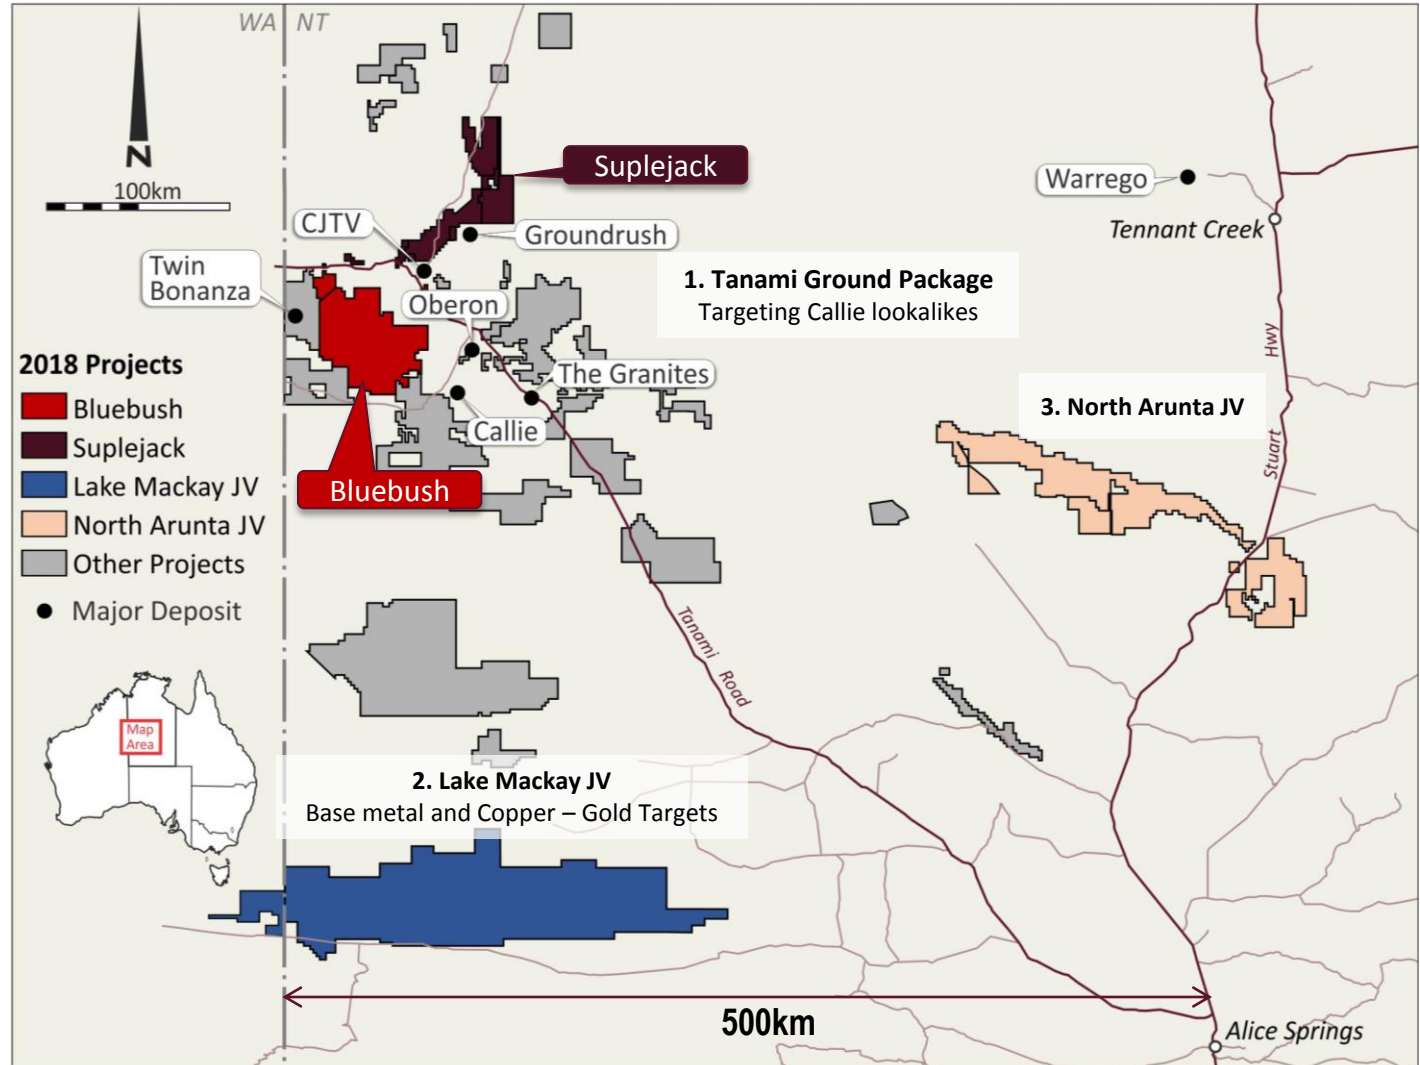 WA NT
N
100km
Suplejack
Warrego
Tennant Creek
CJTV
Groundrush
Twin
Bonanza
1. Tanami Ground Package
Targeting Callie lookalikes
Oberon
The Granites
Callie
Bluebush
2018 Projects
Bluebush
Suplejack
Lake Mackay JV
North Arunta JV
Other Projects
Major Deposit
3. North Arunta JV
Stuart Hwy
Tanami Road
Map
Area
2. Lake Mackay JV
Base metal and Copper – Gold Targets
500km
Alice Springs